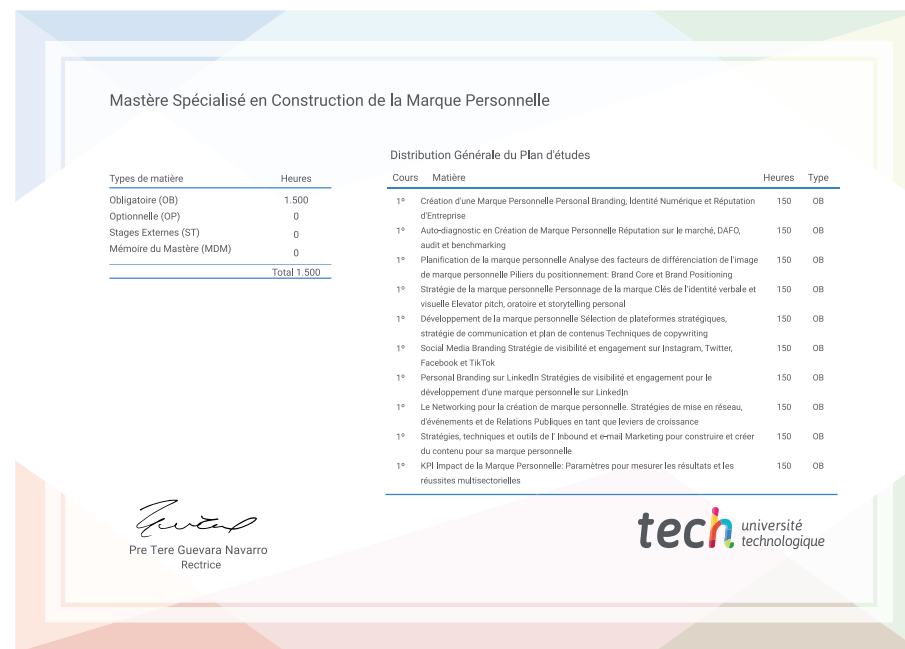 Mastère Spécialisé en Construction de la Marque Personnelle
Types de matière Heures
Obligatoire (OB) 1.500
Optionnelle (OP) 0
Stages Externes (ST) 0
Mémoire du Mastère (MDM) 0
Total 1.500
Distribution Générale du Plan d'études
Cours Matière Heures Type
1º Création d'une Marque Personnelle Personal Branding, Identité Numérique et Réputation 150 OB
d'Entreprise
1º Auto-diagnostic en Création de Marque Personnelle Réputation sur le marché, DAFO, 150 OB
audit et benchmarking
1º Planification de la marque personnelle Analyse des facteurs de différenciation de l'image 150 OB
de marque personnelle Piliers du positionnement: Brand Core et Brand Positioning
1º Stratégie de la marque personnelle Personnage de la marque Clés de l'identité verbale et 150 OB
visuelle Elevator pitch, oratoire et storytelling personal
1º Développement de la marque personnelle Sélection de plateformes stratégiques, 150 OB
stratégie de communication et plan de contenus Techniques de copywriting
1º Social Media Branding Stratégie de visibilité et engagement sur Instagram, Twitter, 150 OB
Facebook et TikTok
1º Personal Branding sur LinkedIn Stratégies de visibilité et engagement pour le 150 OB
développement d'une marque personnelle sur LinkedIn
1º Le Networking pour la création de marque personnelle. Stratégies de mise en réseau, 150 OB
d'événements et de Relations Publiques en tant que leviers de croissance
1º Stratégies, techniques et outils de l' Inbound et e-mail Marketing pour construire et créer 150 OB
du contenu pour sa marque personnelle
1º KPI Impact de la Marque Personnelle: Paramètres pour mesurer les résultats et les 150 OB
réussites multisectorielles
Pre Tere Guevara Navarro
Rectrice
tech université
technologique